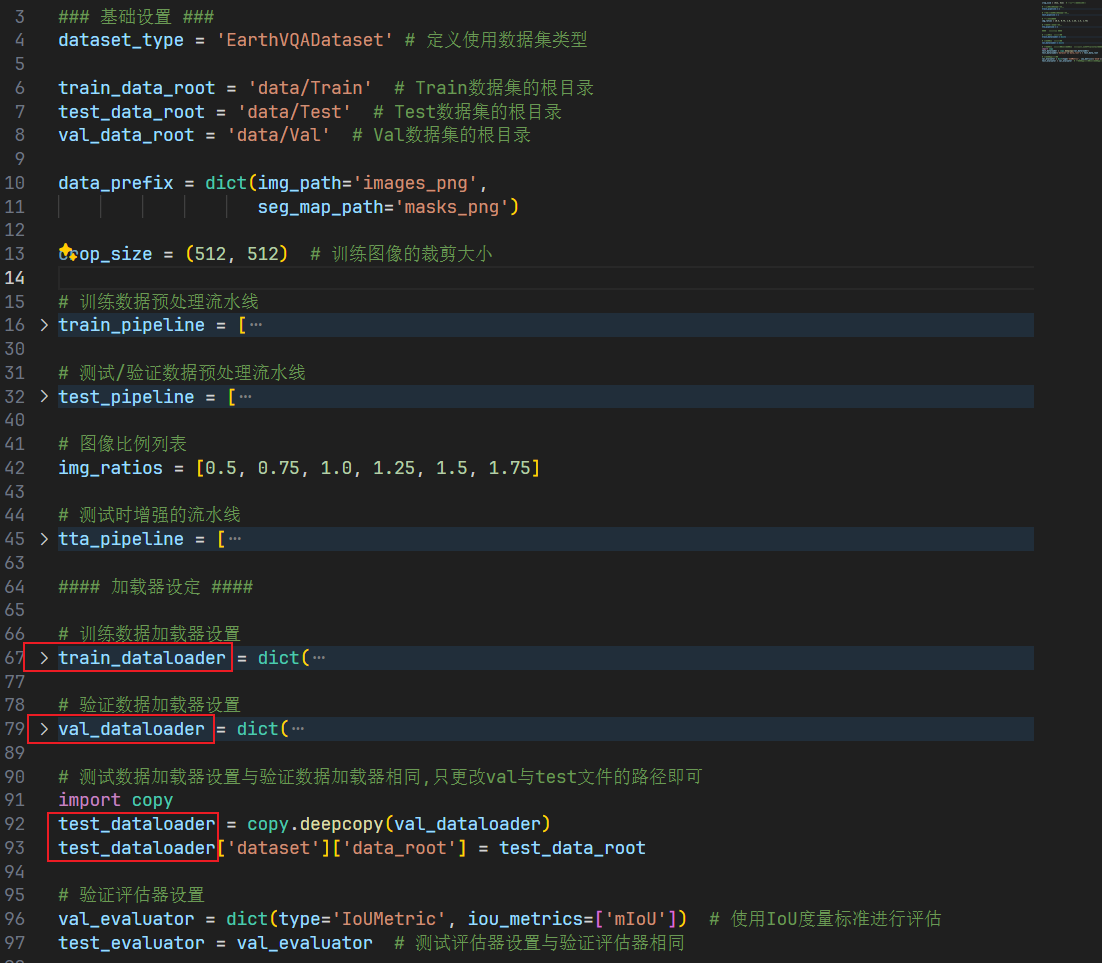 3 ### 基础设置 ###
4 dataset_type = 'EarthVQADataset' # 定义使用数据集类型
5
6 train_data_root = 'data/Train'  # Train数据集的根目录
7 test_data_root = 'data/Test'  # Test数据集的根目录
8 val_data_root = 'data/Val'  # Val数据集的根目录
9
10 data_prefix = dict(img_path='images_png',
11                    seg_map_path='masks_png')
12
13 crop_size = (512, 512)  # 训练图像的裁剪大小
14
15 # 训练数据预处理流水线
16 > train_pipeline = [···
30
31 # 测试/验证数据预处理流水线
32 > test_pipeline = [···
40
41 # 图像比例列表
42 img_ratios = [0.5, 0.75, 1.0, 1.25, 1.5, 1.75]
43
44 # 测试时增强的流水线
45 > tta_pipeline = [···
63
64 #### 加载器设定 ####
65
66 # 训练数据加载器设置
67 > train_dataloader = dict(···
77
78 # 验证数据加载器设置
79 > val_dataloader = dict(···
89
90 # 测试数据加载器设置与验证数据加载器相同,只更改val与test文件的路径即可
91 import copy
92 test_dataloader = copy.deepcopy(val_dataloader)
93 test_dataloader['dataset']['data_root'] = test_data_root
94
95 # 验证评估器设置
96 val_evaluator = dict(type='IoUMetric', iou_metrics=['mIoU'])  # 使用IoU度量标准进行评估
97 test_evaluator = val_evaluator  # 测试评估器设置与验证评估器相同